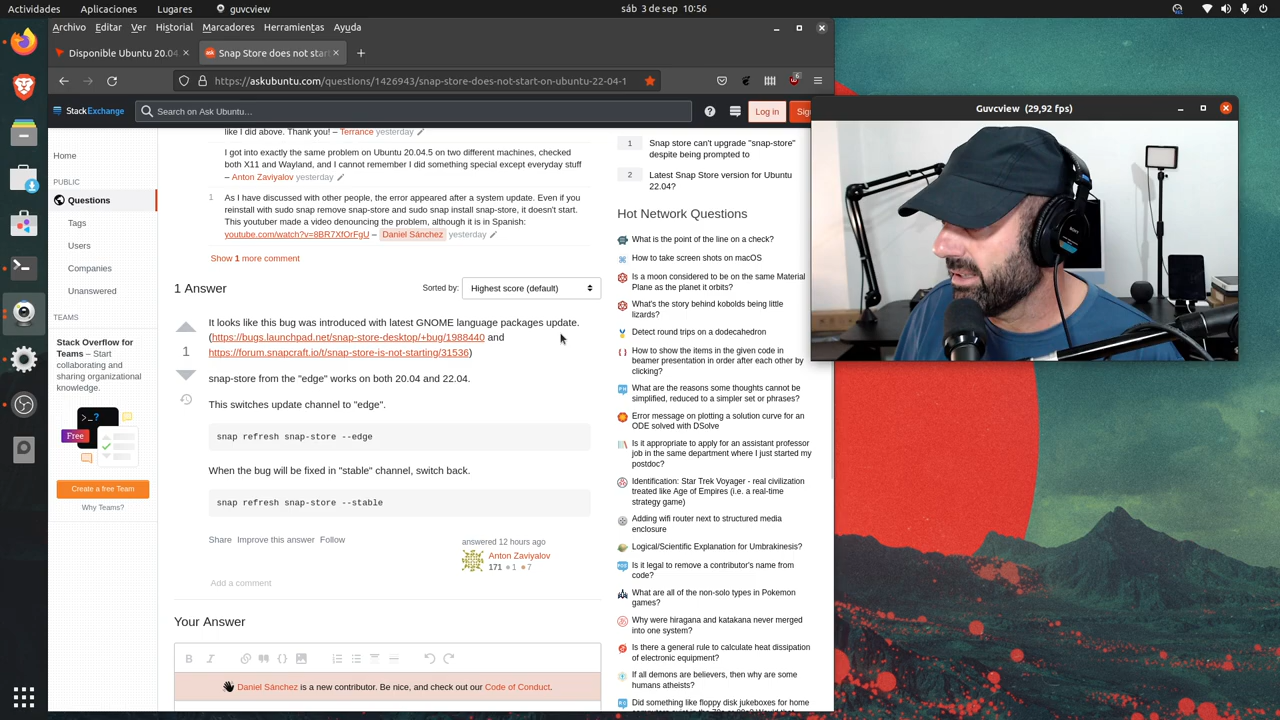 Archivo Editar Ver Historial Marcadores Herramientas Ayuda
Disponible Ubuntu 20.04.
Snap Store does not star
https://askubuntu.com/questions/1426943/snap-store-does-not-start-on-ubuntu-22-04-1
6
StackExchange
Search on Ask Ubuntu…
Log in
Sig
Guvcview (29,92 fps)
Home
PUBLIC
Questions
Tags
Users
Companies
Unanswered
TEAMS
Stack Overflow for
Teams – Start
collaborating and
sharing organizational
knowledge.
Free
Create a free Team
Why Teams?
like I did above. Thank you! – Terrance yesterday
I got into exactly the same problem on Ubuntu 20.04.5 on two different machines, checked
both X11 and Wayland, and I cannot remember I did something special except everyday stuff
– Anton Zaviyalov yesterday
1 As I have discussed with other people, the error appeared after a system update. Even if you
reinstall with sudo snap remove snap-store and sudo snap install snap-store, it doesn't start.
This youtuber made a video denouncing the problem, although it is in Spanish:
youtube.com/watch?v=8BR7XfOrFgU – Daniel Sánchez yesterday
Show 1 more comment
1 Answer
Sorted by:
Highest score (default)
1
It looks like this bug was introduced with latest GNOME language packages update.
(https://bugs.launchpad.net/snap-store-desktop/+bug/1988440 and
https://forum.snapcraft.io/t/snap-store-is-not-starting/31536)
snap-store from the "edge" works on both 20.04 and 22.04.
This switches update channel to "edge".
snap refresh snap-store --edge
When the bug will be fixed in "stable" channel, switch back.
snap refresh snap-store --stable
Share Improve this answer Follow
answered 12 hours ago
Anton Zaviyalov
171 1 7
Add a comment
Your Answer
B I
Daniel Sánchez is a new contributor. Be nice, and check out our Code of Conduct.
1 Snap store can't upgrade "snap-store"
despite being prompted to
2 Latest Snap Store version for Ubuntu
22.04?
Hot Network Questions
What is the point of the line on a check?
How to take screen shots on macOS
Is a moon considered to be on the same Material
Plane as the planet it orbits?
What's the story behind kobolds being little
lizards?
Detect round trips on a dodecahedron
How to show the items in the given code in
beamer presentation in order after each other by
clicking?
What are the reasons some thoughts cannot be
simplified, reduced to a simpler set or phrases?
Error message on plotting a solution curve for an
ODE solved with DSolve
Is it appropriate to apply for an assistant professor
job in the same department where I just started my
postdoc?
Identification: Star Trek Voyager - real civilization
treated like Age of Empires (i.e. a real-time
strategy game)
Adding wifi router next to structured media
enclosure
Logical/Scientific Explanation for Umbrakinesis?
Is it legal to remove a contributor's name from
code?
What are all of the non-solo types in Pokemon
games?
Why were hiragana and katakana never merged
into one system?
Is there a general rule to calculate heat dissipation
of electronic equipment?
If all demons are believers, then why are some
humans atheists?
Did something like floppy disk jukeboxes for home